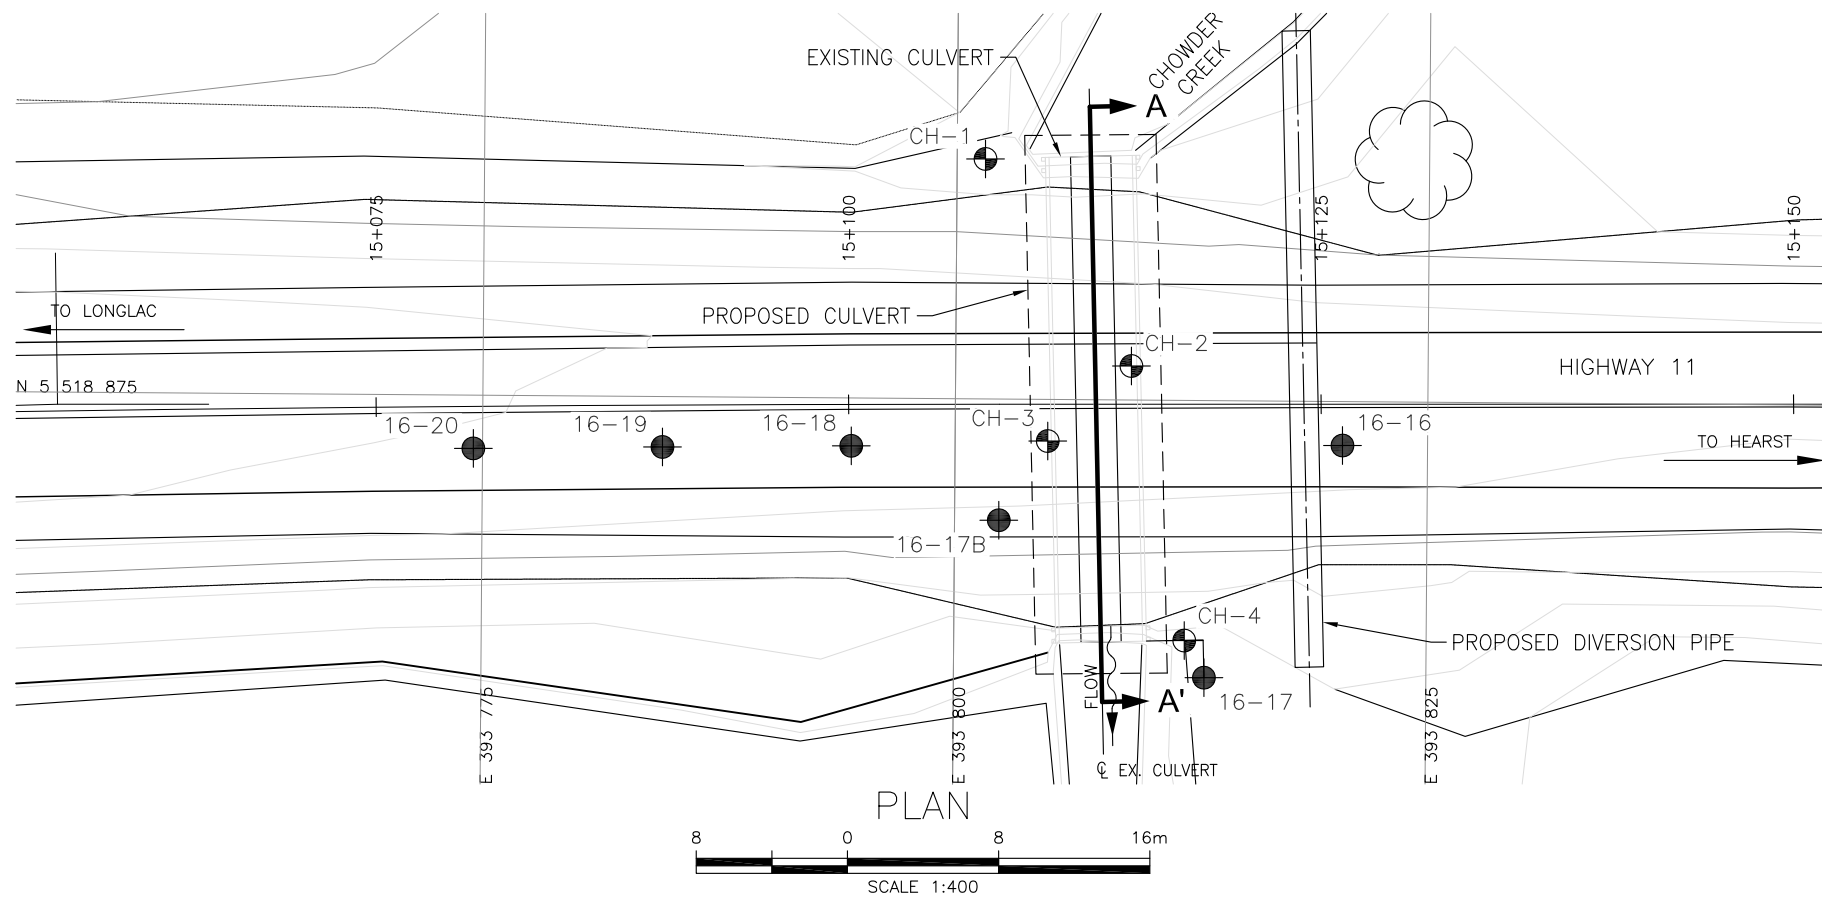 EXISTING CULVERT
CHOWDER
CREEK
A
CH-1
15+075
15+100
15+125
15+150
TO LONGLAC
PROPOSED CULVERT
CH-2
HIGHWAY 11
N 5 518 875
16-20
16-19
16-18
CH-3
16-16
TO HEARST
16-17B
CH-4
PROPOSED DIVERSION PIPE
FLOW
A'
16-17
E 393 775
E 393 800
E 393 825
℄ EX. CULVERT
PLAN
8 0 8 16m
SCALE 1:400